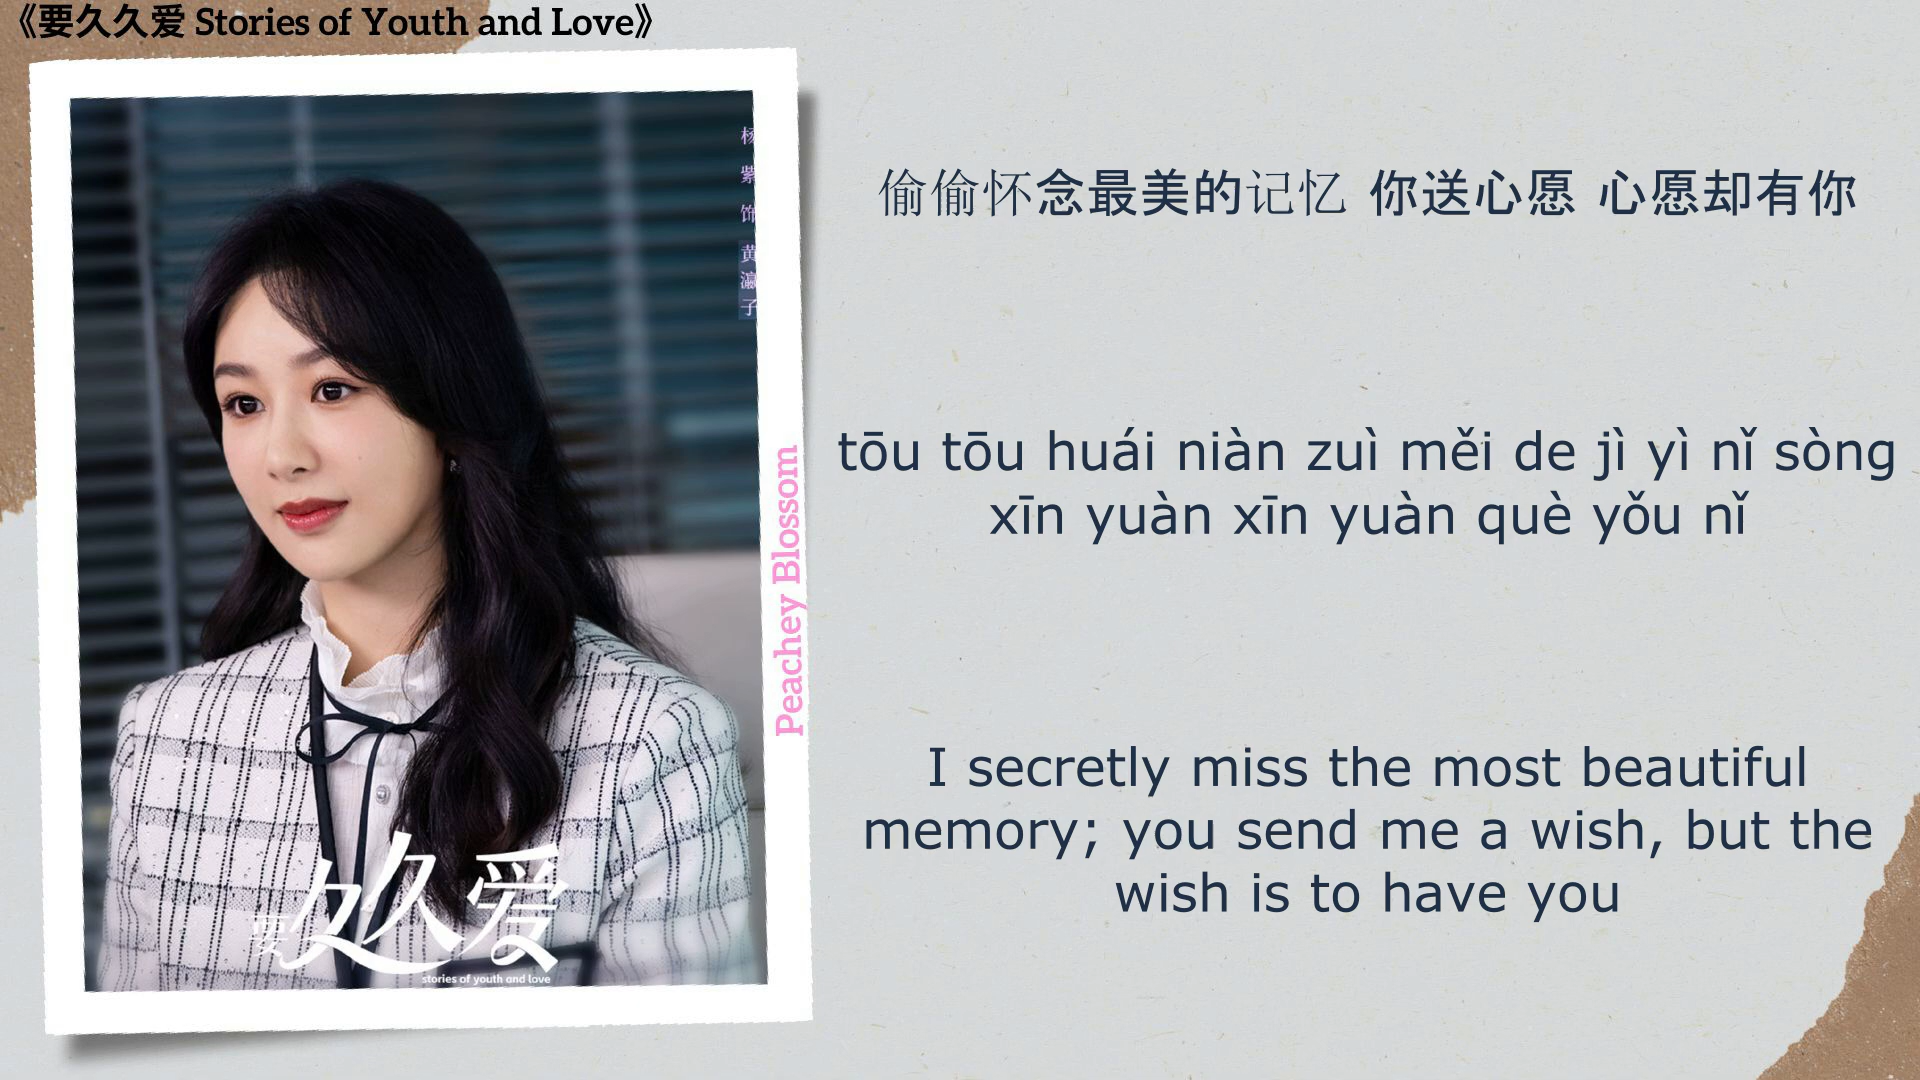 《要久久爱 Stories of Youth and Love》
杨紫饰
黄瀛子
要久久爱
stories of youth and love
Peachey Blossom
偷偷怀念最美的记忆 你送心愿 心愿却有你
tōu tōu huái niàn zuì měi de jì yì nǐ sòng
xīn yuàn xīn yuàn què yǒu nǐ
I secretly miss the most beautiful
memory; you send me a wish, but the
wish is to have you